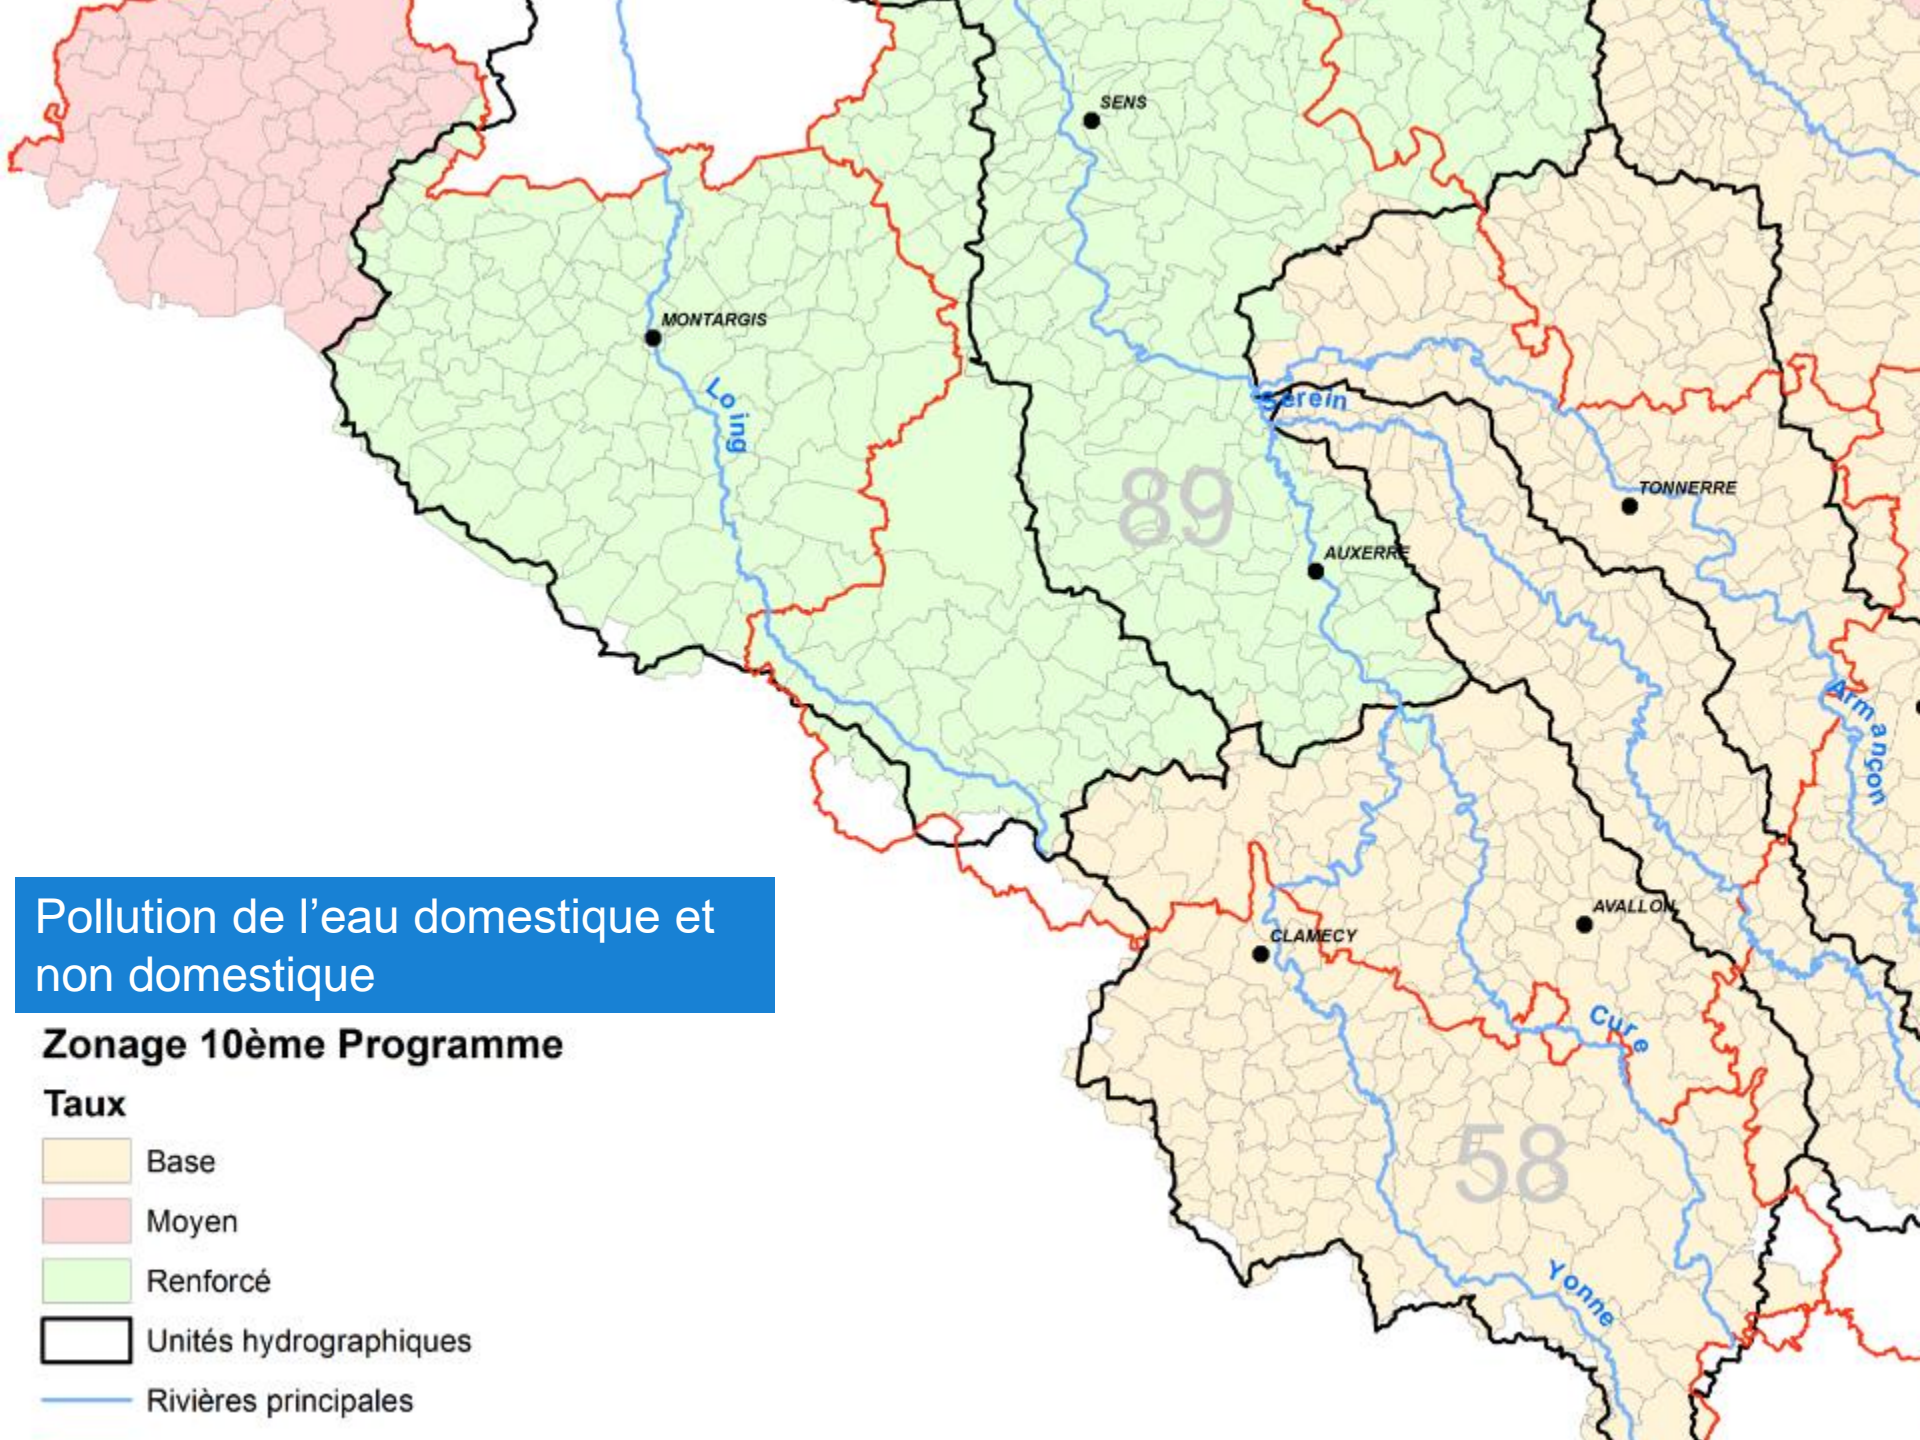 SENS
MONTARGIS
Loing
Serein
89
TONNERRE
AUXERRE
Armançon
Pollution de l’eau domestique et
non domestique
AVALLON
CLAMECY
Cure
58
Yonne
Zonage 10ème Programme
Taux
Base
Moyen
Renforcé
Unités hydrographiques
Rivières principales